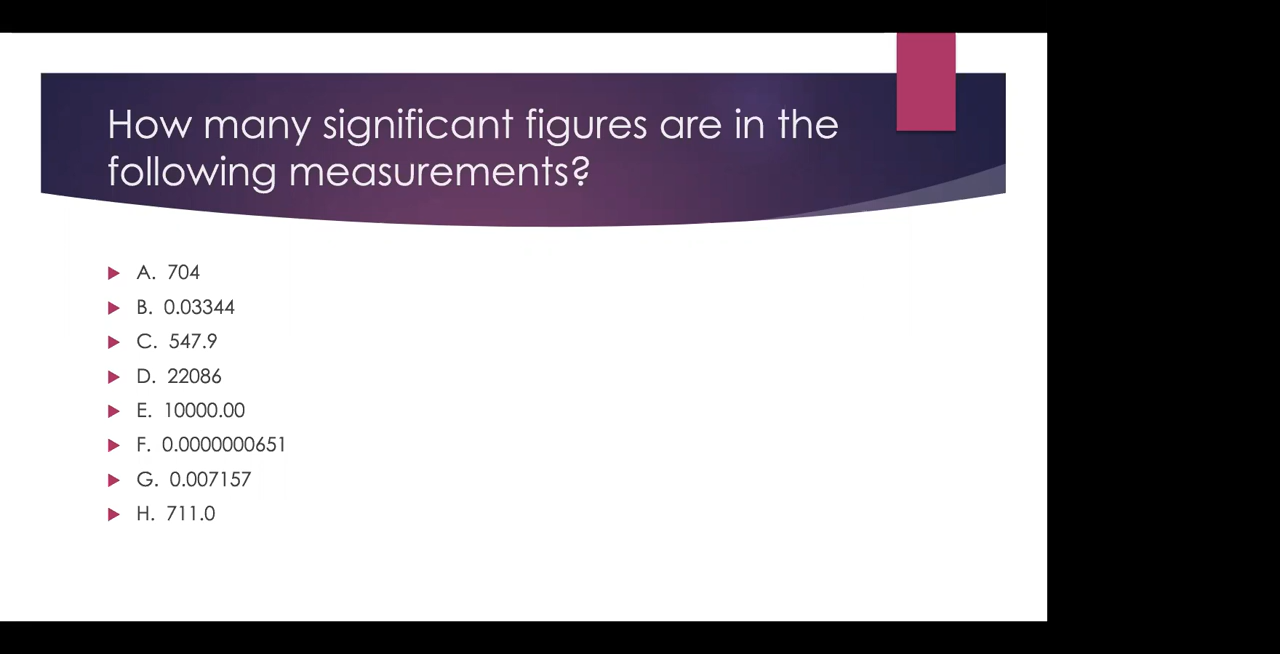 How many significant figures are in the
following measurements?
A. 704
B. 0.03344
C. 547.9
D. 22086
E. 10000.00
F. 0.0000000651
G. 0.007157
H. 711.0